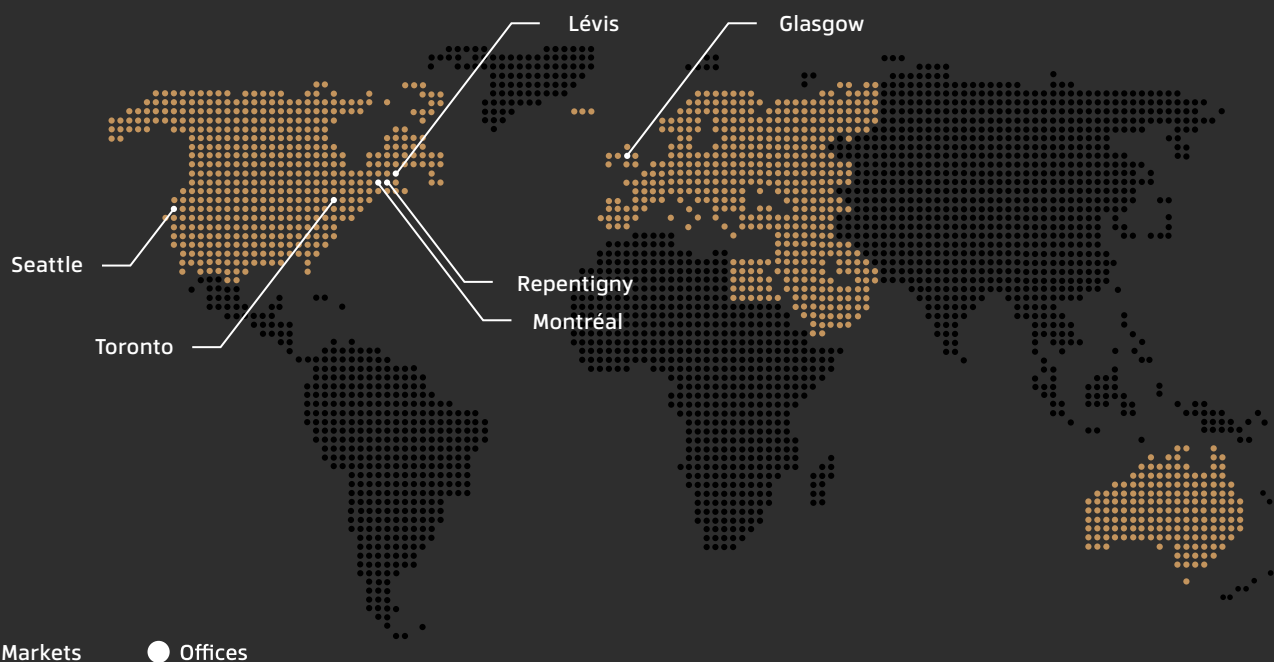 Lévis
Glasgow
Seattle
Repentigny
Montréal
Toronto
Markets
Offices